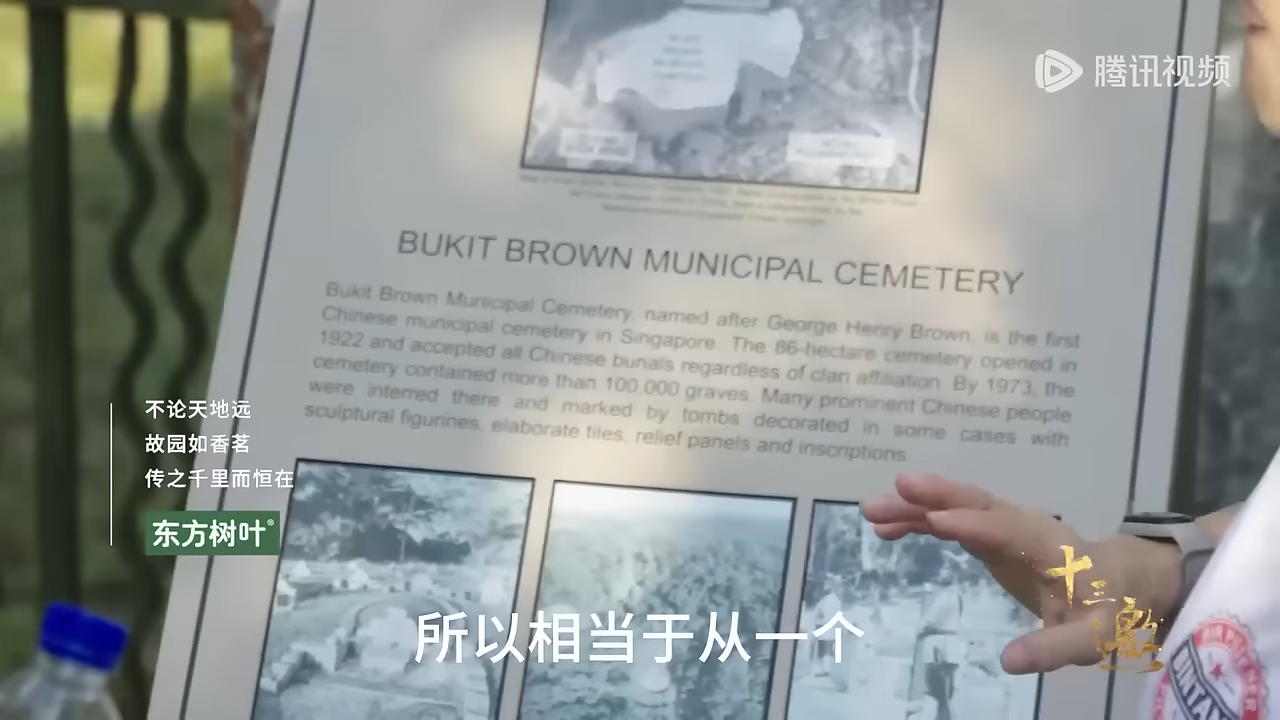 腾讯视频
BUKIT BROWN MUNICIPAL CEMETERY
Bukit Brown Municipal Cemetery, named after George Henry Brown, is the first
Chinese municipal cemetery in Singapore. The 86-hectare cemetery opened in
1922 and accepted all Chinese burials regardless of clan affiliation. By 1973, the
cemetery contained more than 100,000 graves. Many prominent Chinese people
were interred there and marked by tombs decorated in some cases with
sculptural figurines, elaborate tiles, relief panels and inscriptions.
不论天地远
故园如香茗
传之千里而恒在
东方树叶®
十三邀
所以相当于从一个